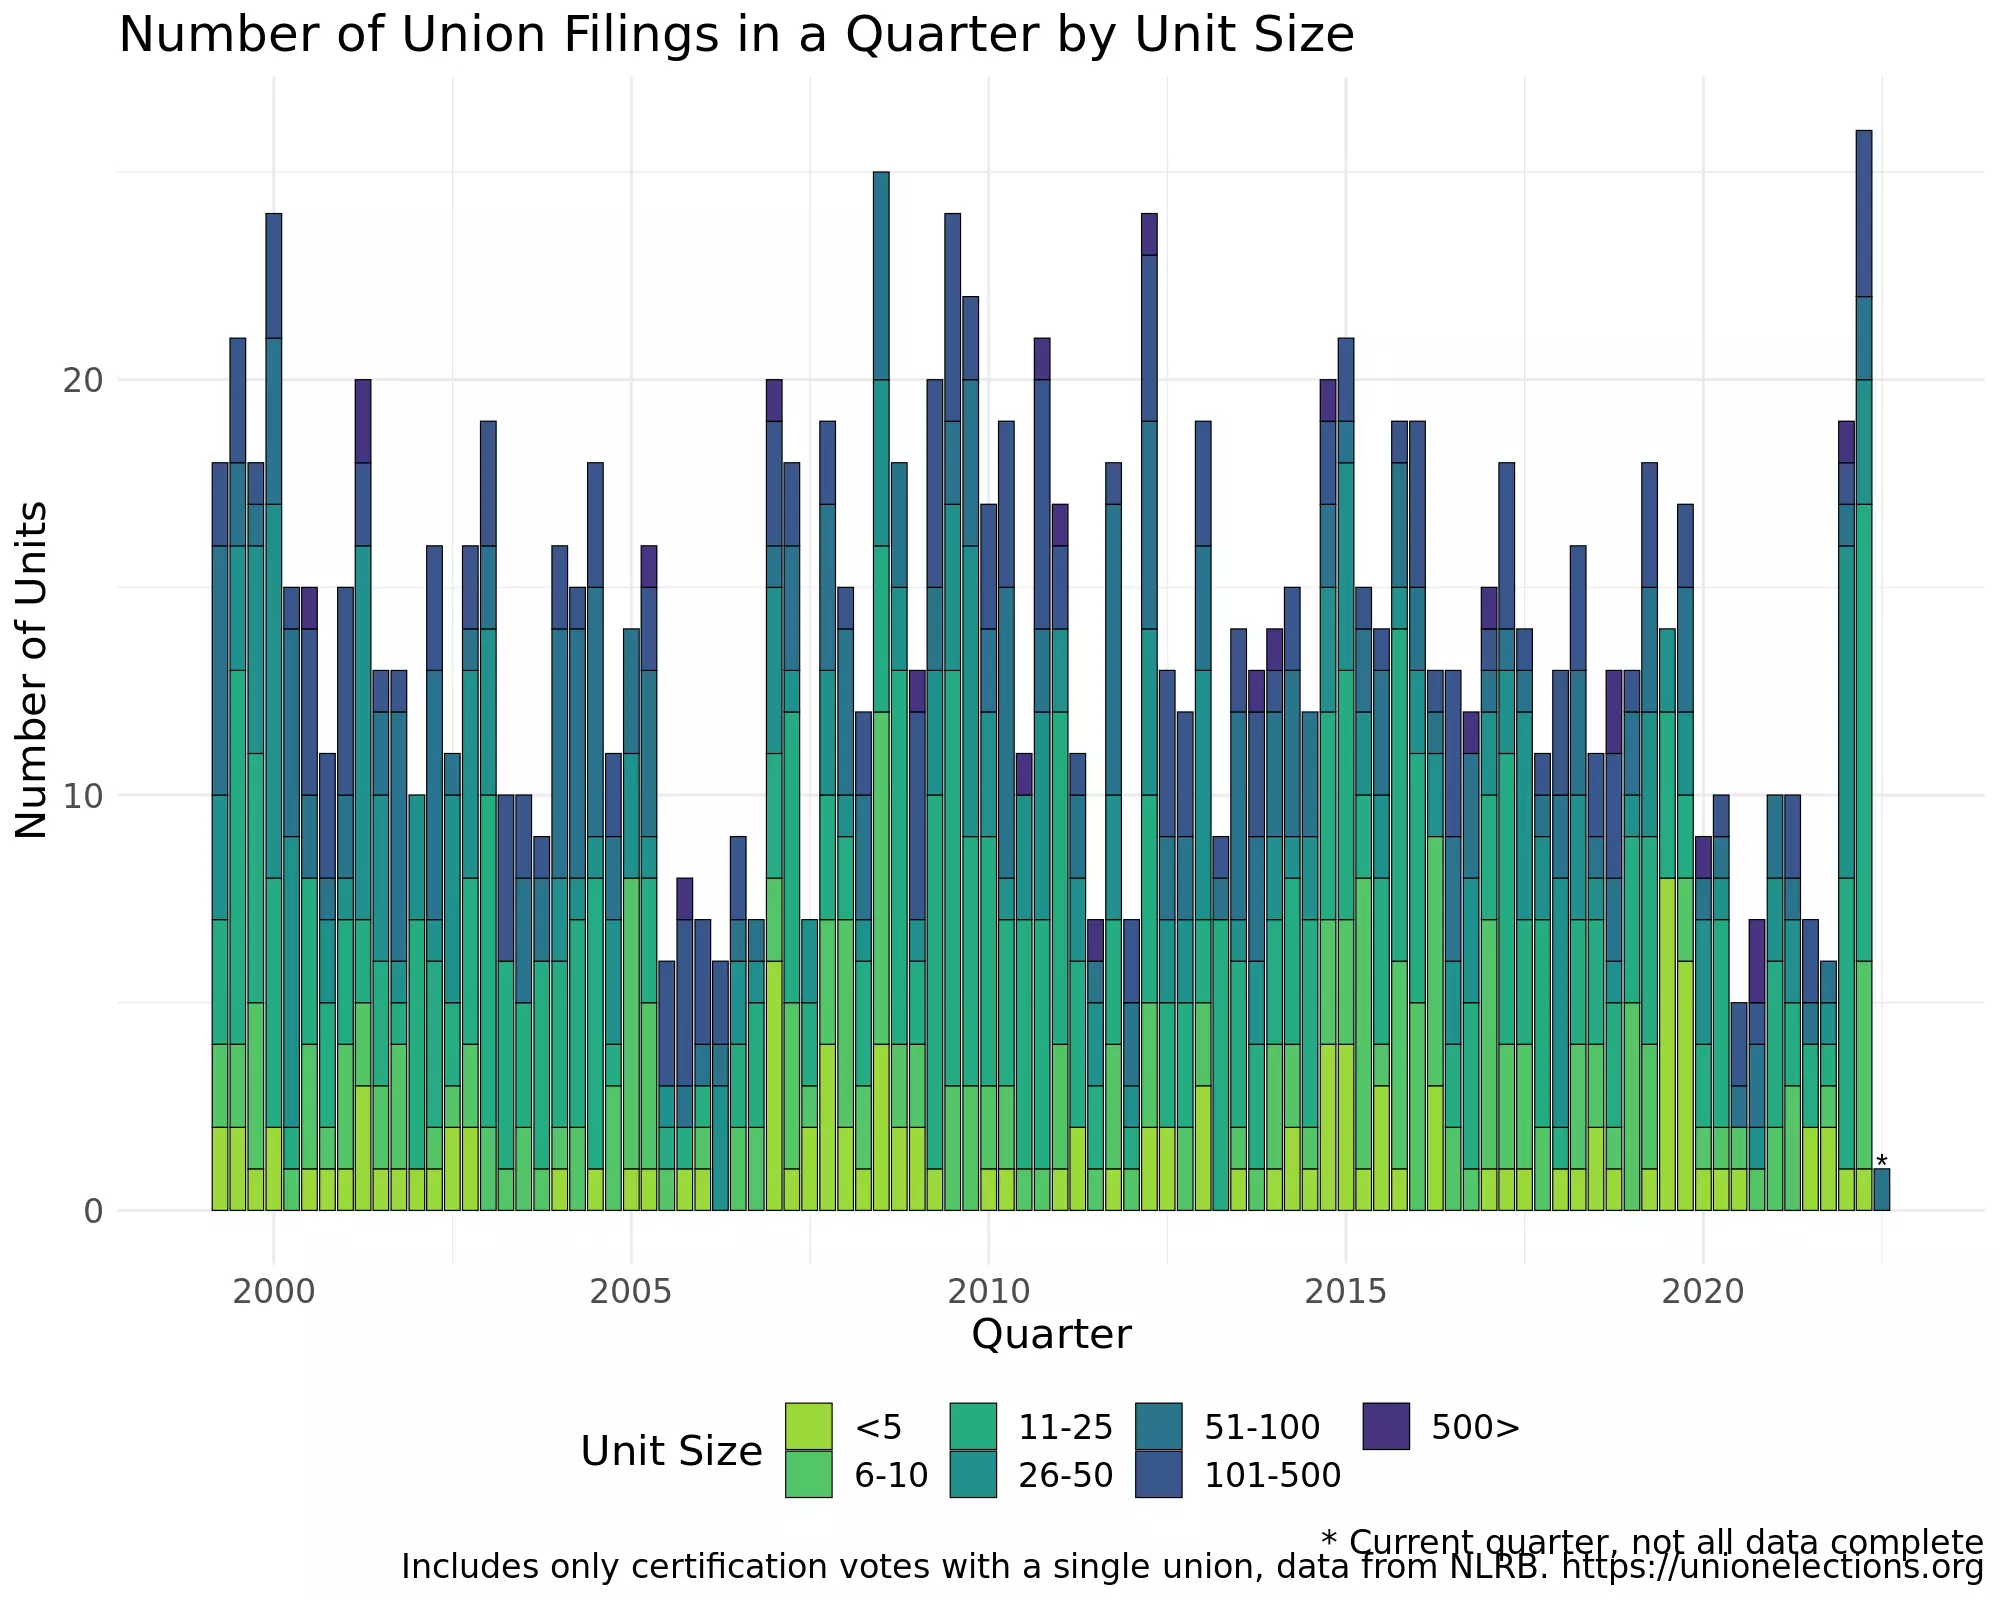 Number of Union Filings in a Quarter by Unit Size
Number of Units
20
10
0
*
2000 2005 2010 2015 2020
Quarter
Unit Size
<5 11-25 51-100 500>
6-10 26-50 101-500
* Current quarter, not all data complete
Includes only certification votes with a single union, data from NLRB. https://unionelections.org